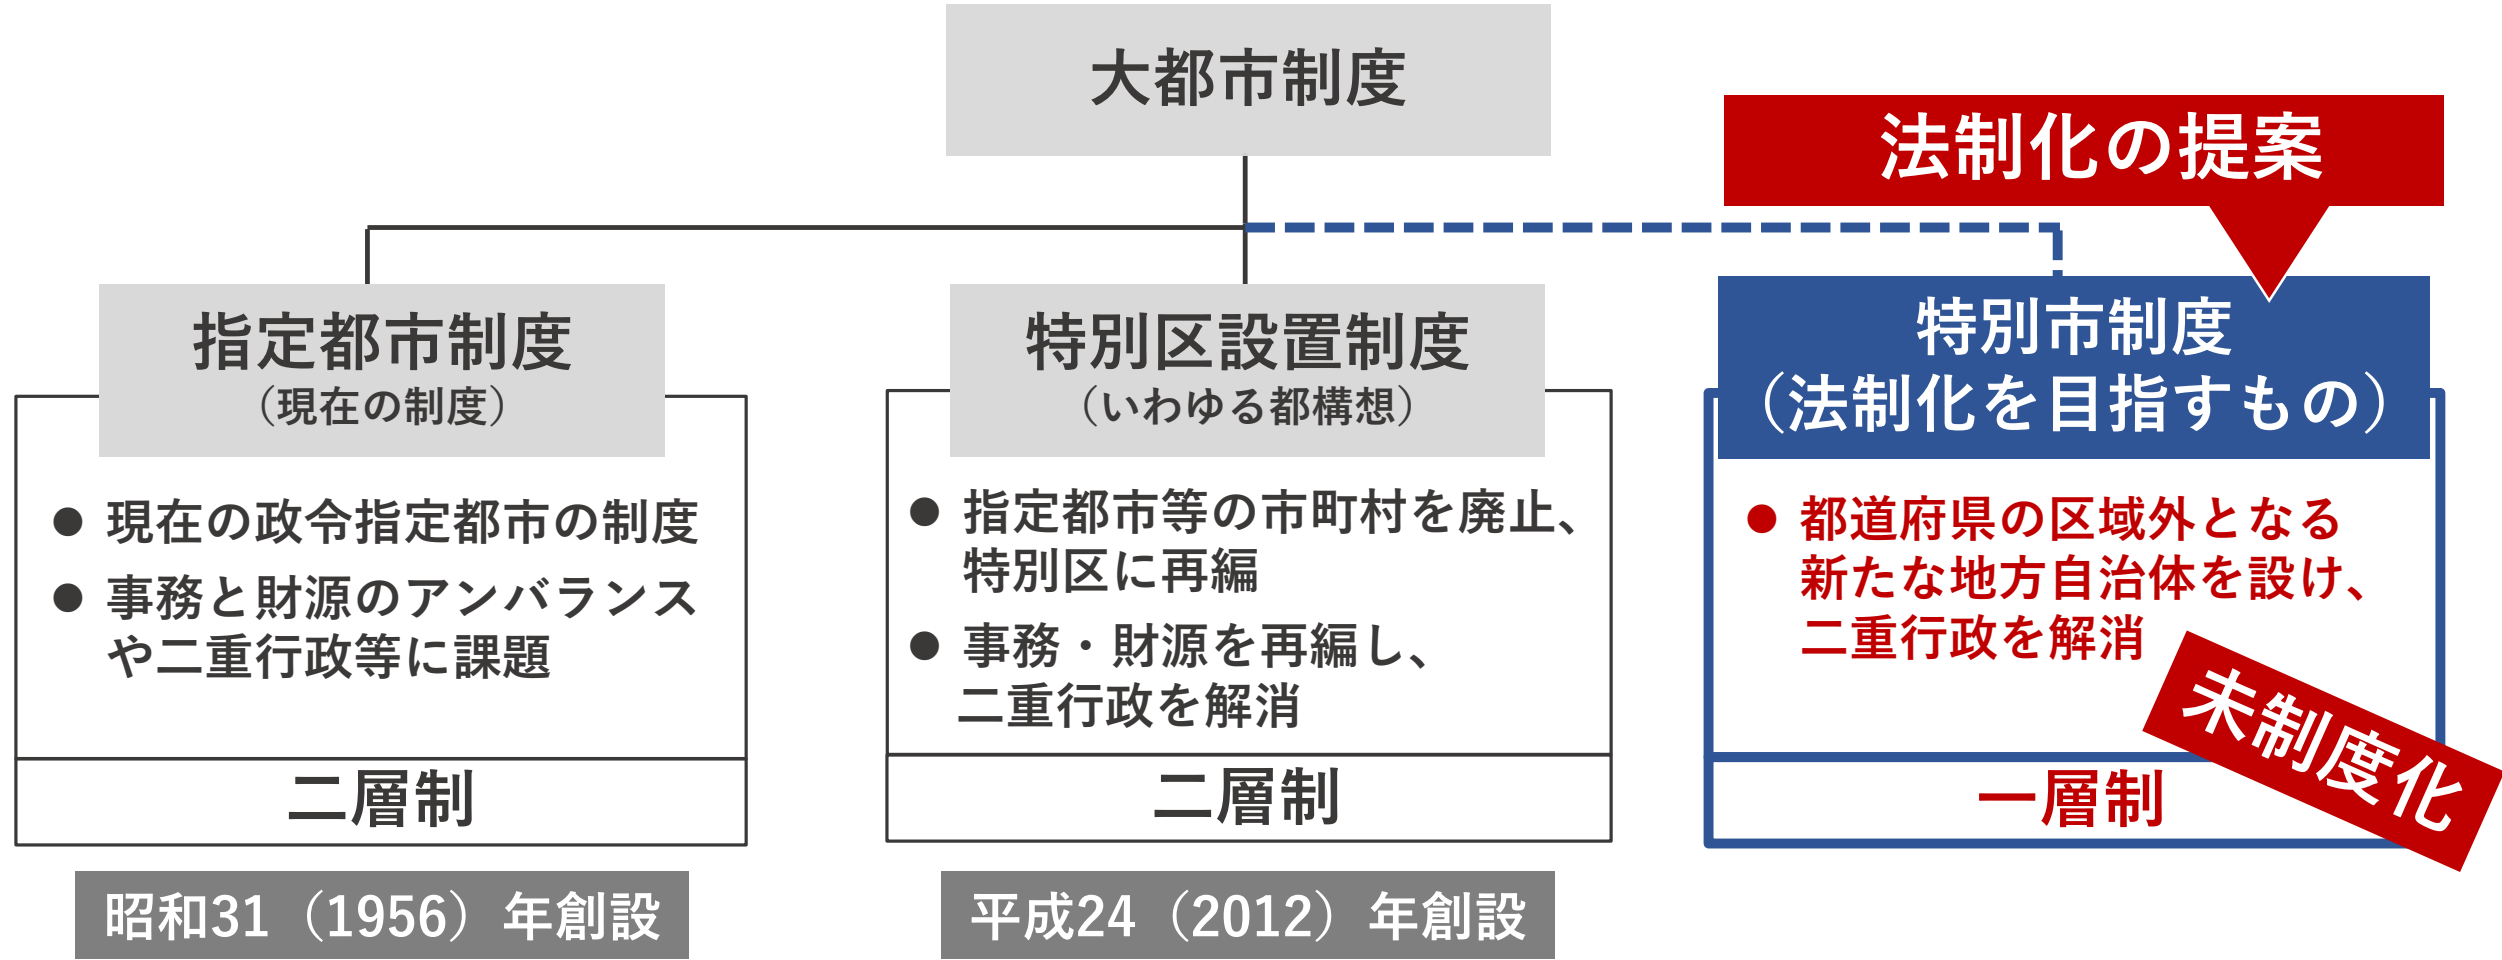 大都市制度
法制化の提案
指定都市制度
（現在の制度）
● 現在の政令指定都市の制度
● 事務と財源のアンバランス
や二重行政等に課題
二層制
昭和31（1956）年創設
特別区設置制度
（いわゆる都構想）
● 指定都市等の市町村を廃止、
特別区に再編
● 事務・財源を再編し、
二重行政を解消
二層制
平成24（2012）年創設
特別市制度
（法制化を目指すもの）
● 都道府県の区域外となる
新たな地方自治体を設け、
二重行政を解消
未制度化
一層制